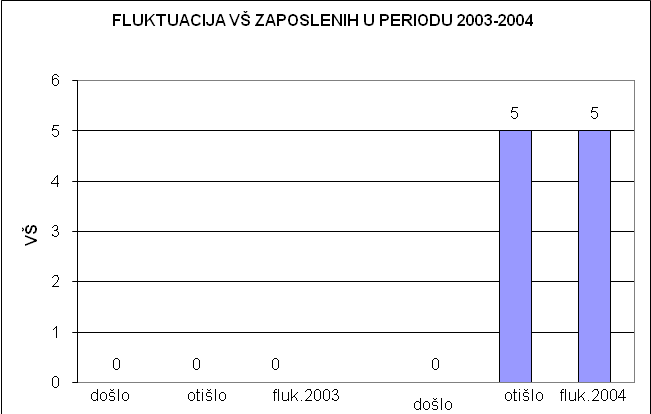 FLUKTUACIJA VŠ ZAPOSLENIH U PERIODU 2003-2004
6
5
4
3
2
1
0
VŠ
0 0 0 0 5 5
došlo otišlo fluk.2003 došlo otišlo fluk.2004